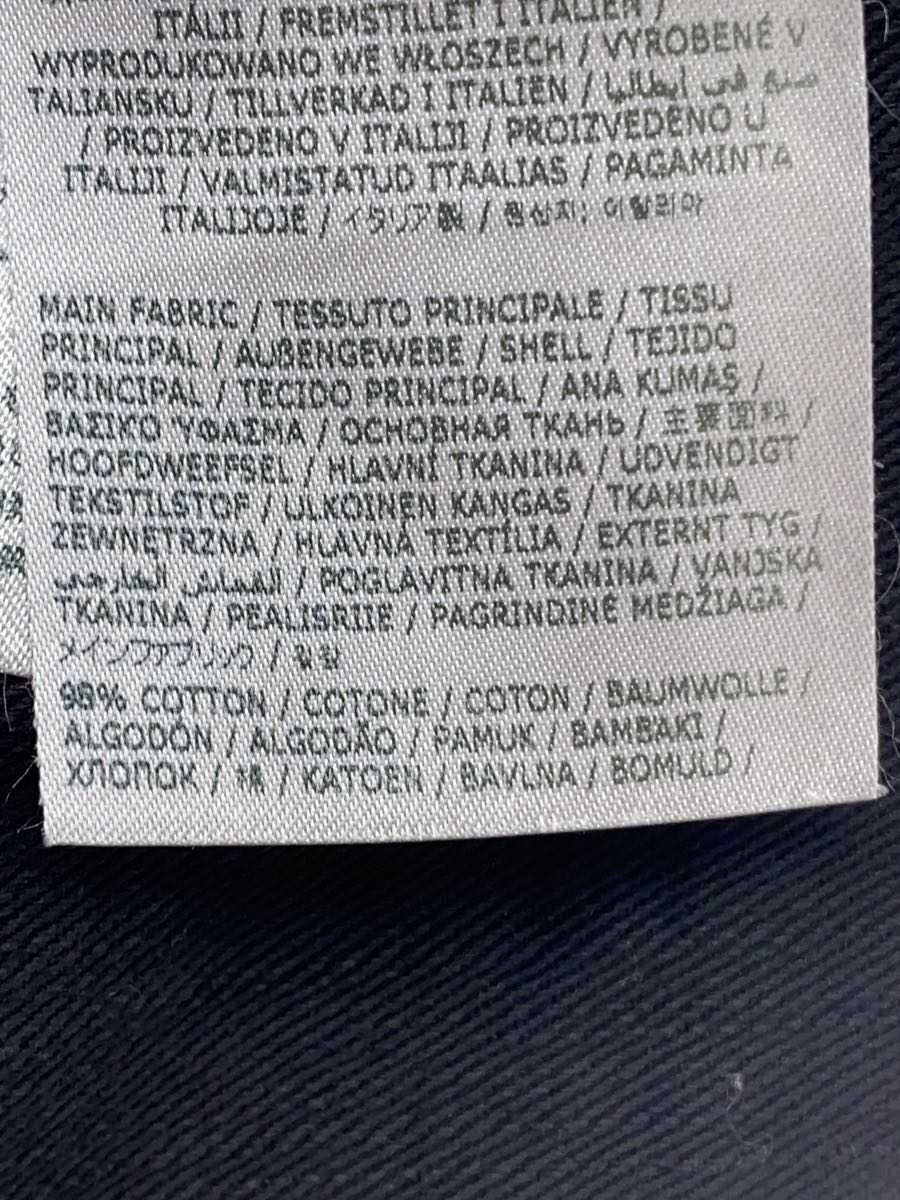 ITĀLIJĀ / FREMSTILLET I ITALIEN /
WYPRODUKOWANO WE WŁOSZECH / VYROBENÉ V
TALIANSKU / TILLVERKAD I ITALIEN / صنع في إيطاليا
/ PROIZVEDENO V ITALIJI / PROIZVEDENO U
ITALIJI / VALMISTATUD ITAALIAS / PAGAMINTA
ITALIJOJE / イタリア製 / 원산지: 이탈리아
MAIN FABRIC / TESSUTO PRINCIPALE / TISSU
PRINCIPAL / AUßENGEWEBE / SHELL / TEJIDO
PRINCIPAL / TECIDO PRINCIPAL / ANA KUMAŞ /
ΒΑΣΙΚΟ ΎΦΑΣΜΑ / ОСНОВНАЯ ТКАНЬ / 主要面料 /
HOOFDWEEFSEL / HLAVNÍ TKANINA / UDVENDIGT
TEKSTILSTOF / ULKOINEN KANGAS / TKANINA
ZEWNĘTRZNA / HLAVNÁ TEXTÍLIA / EXTERNT TYG /
القماش الخارجي / POGLAVITNA TKANINA / VANJSKA
TKANINA / PEALISRIIE / PAGRINDINĖ MEDŽIAGA /
メインファブリック / 겉감
98% COTTON / COTONE / COTON / BAUMWOLLE /
ALGODÓN / ALGODÃO / PAMUK / BAMBAKI /
ХЛОПОК / 棉 / KATOEN / BAVLNA / BOMULD /